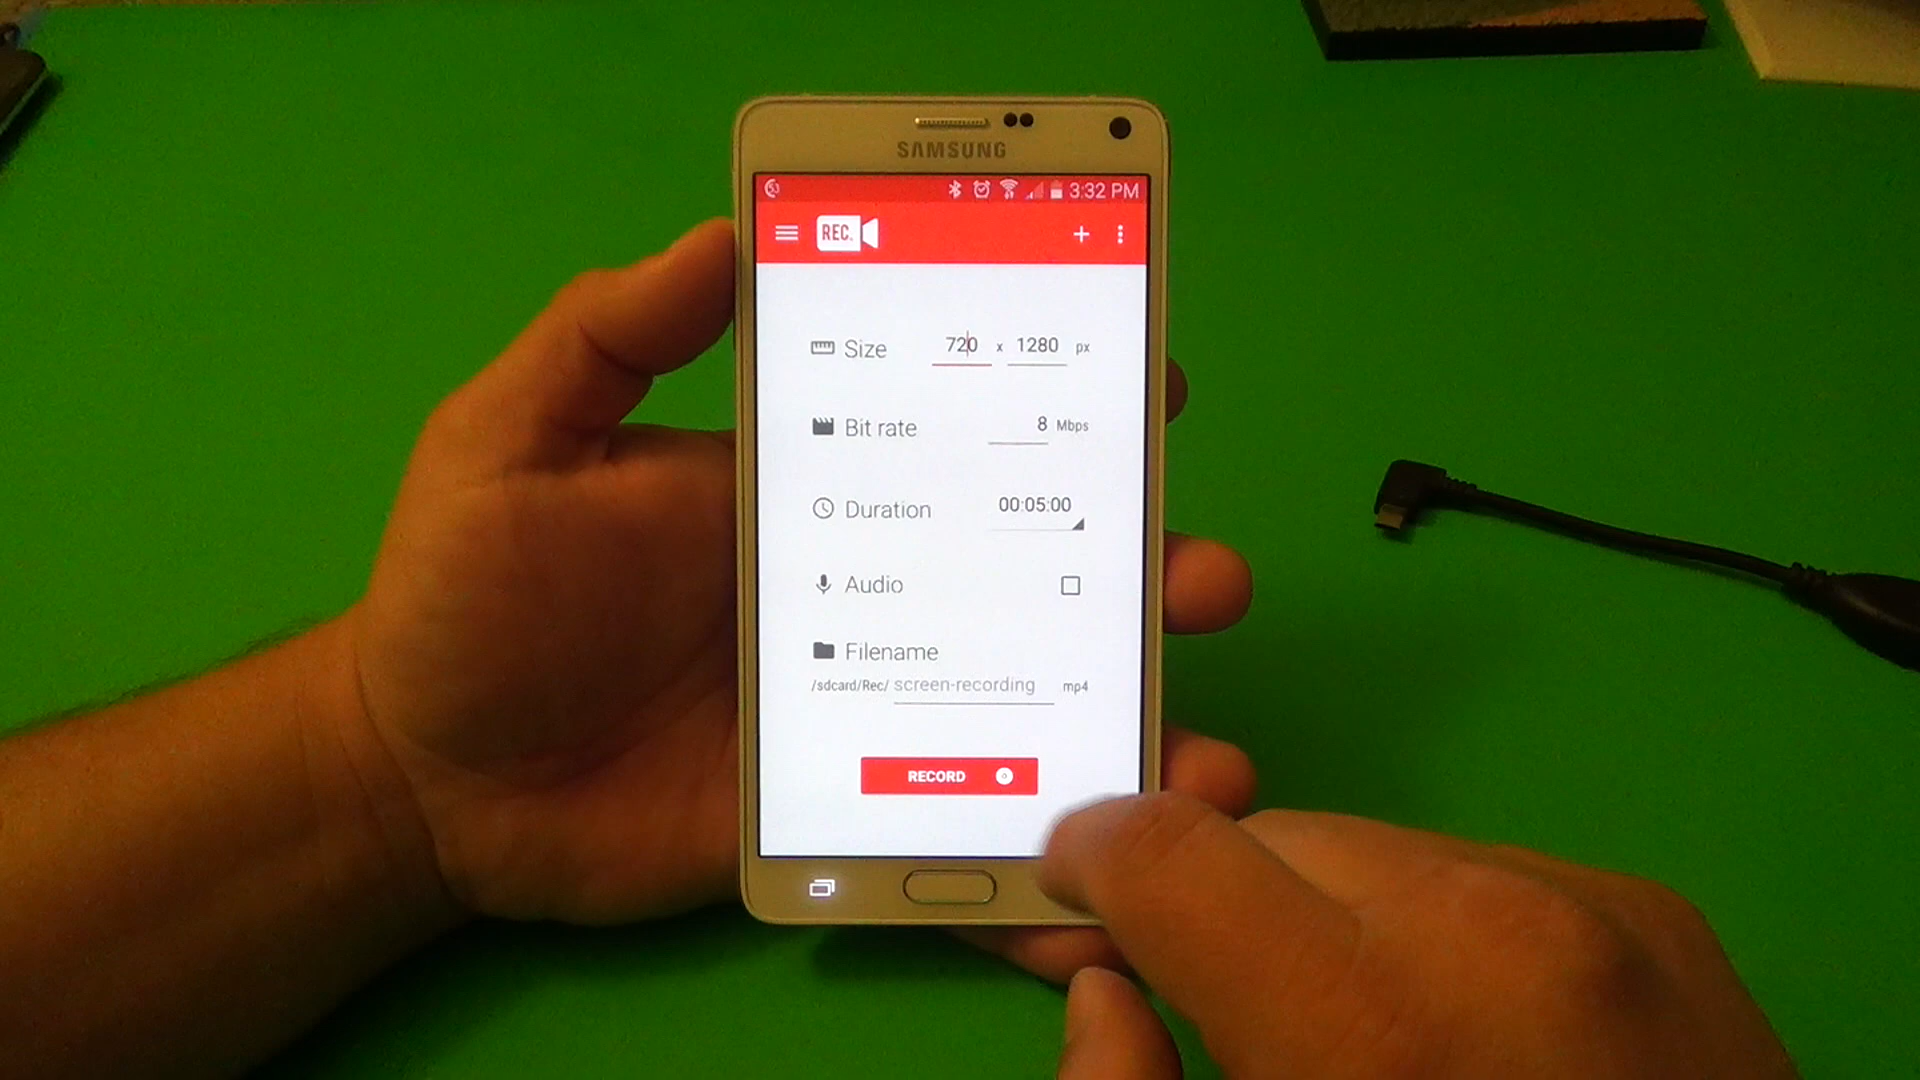 SAMSUNG
53 3:32 PM
REC.
Size 720 x 1280 px
Bit rate 8 Mbps
Duration 00:05:00
Audio
Filename
/sdcard/Rec/ screen-recording mp4
RECORD